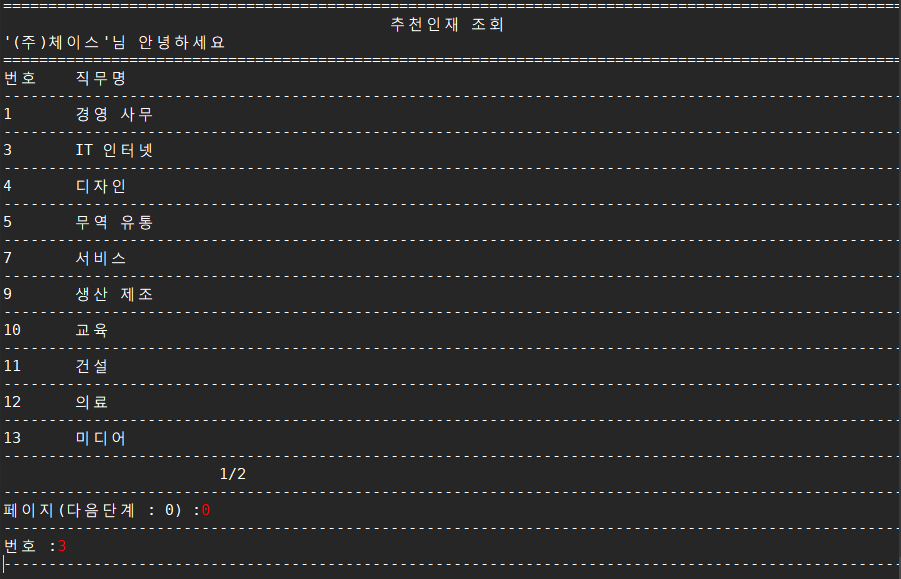 ====================================================================================================
추천인재 조회
'(주)체이스'님 안녕하세요
====================================================================================================
번호 직무명
----------------------------------------------------------------------------------------------------
1 경영 사무
----------------------------------------------------------------------------------------------------
3 IT 인터넷
----------------------------------------------------------------------------------------------------
4 디자인
----------------------------------------------------------------------------------------------------
5 무역 유통
----------------------------------------------------------------------------------------------------
7 서비스
----------------------------------------------------------------------------------------------------
9 생산 제조
----------------------------------------------------------------------------------------------------
10 교육
----------------------------------------------------------------------------------------------------
11 건설
----------------------------------------------------------------------------------------------------
12 의료
----------------------------------------------------------------------------------------------------
13 미디어
----------------------------------------------------------------------------------------------------
1/2
----------------------------------------------------------------------------------------------------
페이지(다음단계 : 0) :0
----------------------------------------------------------------------------------------------------
번호 :3
----------------------------------------------------------------------------------------------------